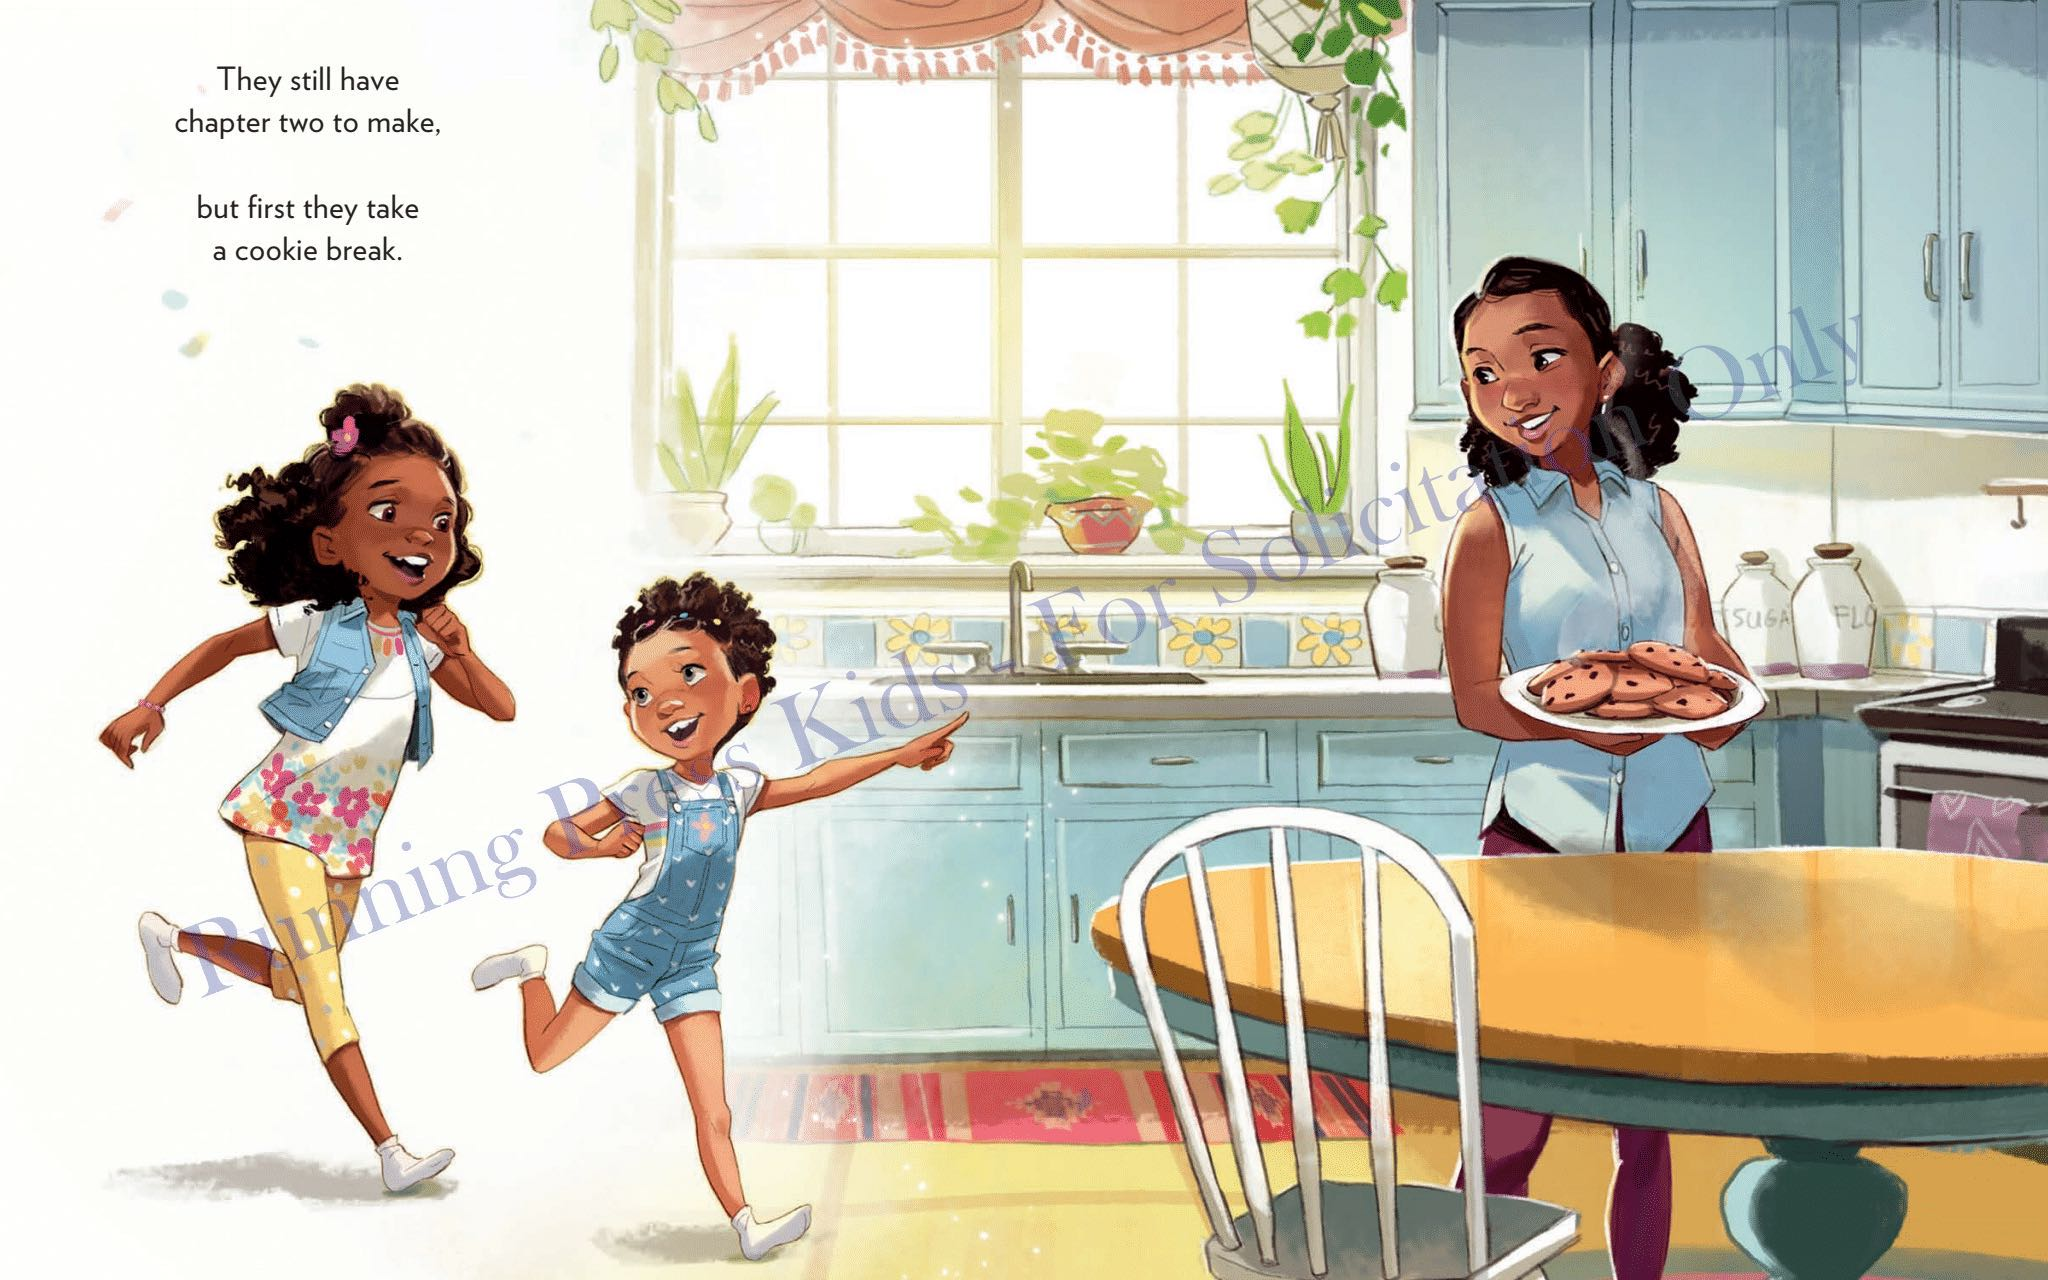 They still have
chapter two to make,
but first they take
a cookie break.
Running Press Kids - For Solicitation Only
SUGA
FLO